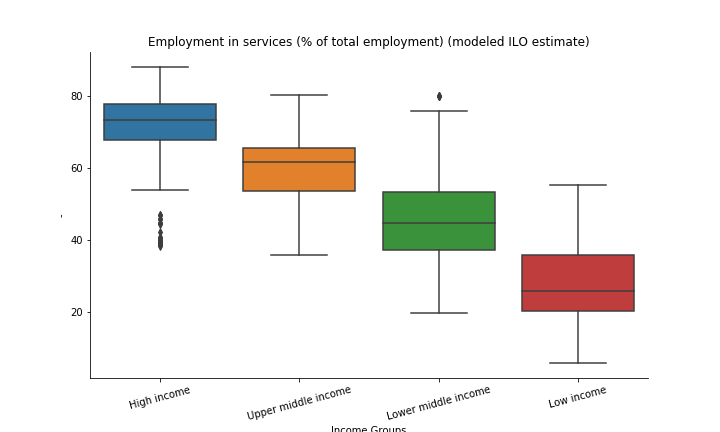 Employment in services (% of total employment) (modeled ILO estimate)
80
60
40
20
-
High income
Upper middle income
Lower middle income
Low income
Income Groups